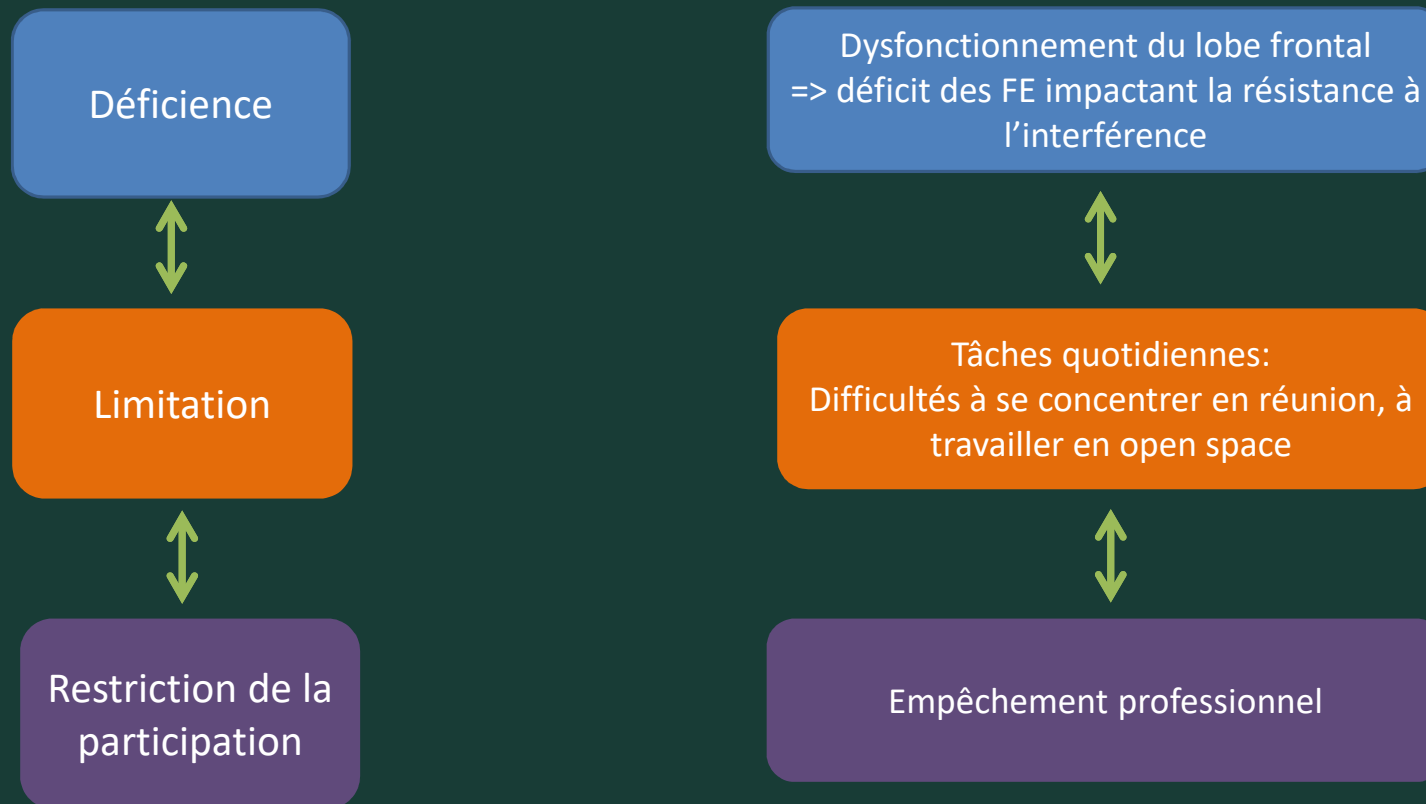 Déficience
Dysfonctionnement du lobe frontal
=> déficit des FE impactant la résistance à
l’interférence
Limitation
Tâches quotidiennes:
Difficultés à se concentrer en réunion, à
travailler en open space
Restriction de la
participation
Empêchement professionnel